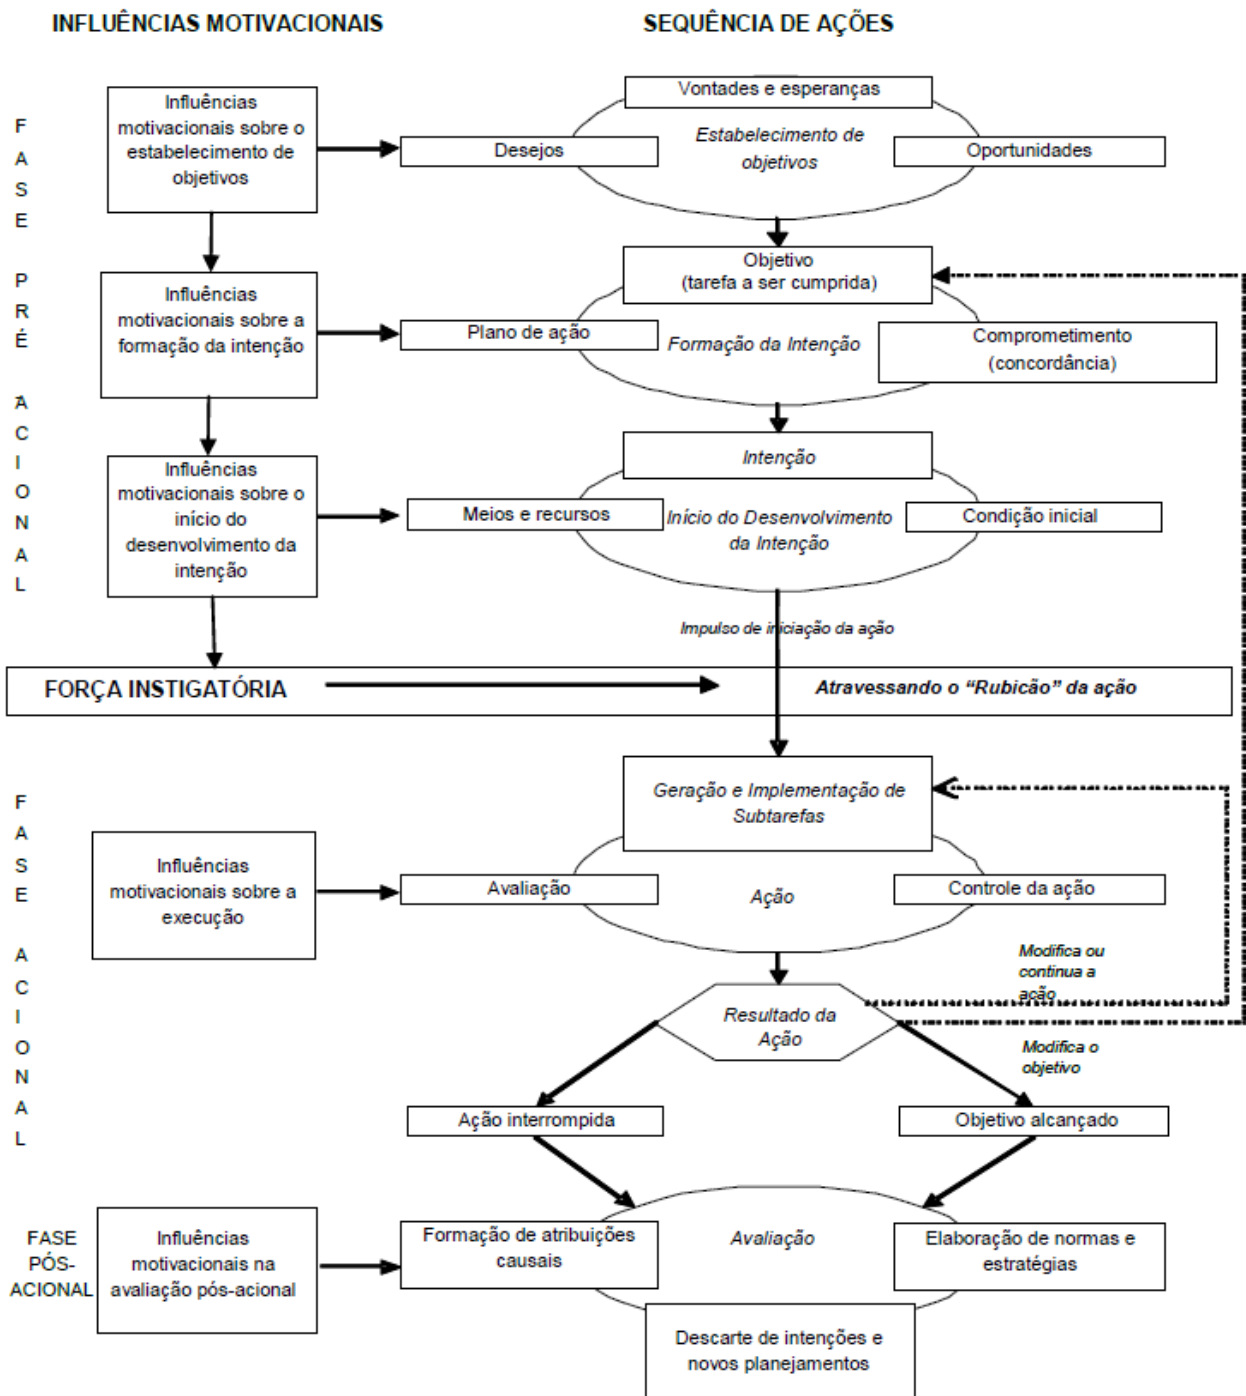 INFLUÊNCIAS MOTIVACIONAIS
SEQUÊNCIA DE AÇÕES
F
A
S
E
P
R
É
A
C
I
O
N
A
L
Influências
motivacionais sobre o
estabelecimento de
objetivos
Vontades e esperanças
Desejos
Estabelecimento de
objetivos
Oportunidades
Influências
motivacionais sobre a
formação da intenção
Objetivo
(tarefa a ser cumprida)
Plano de ação
Formação da Intenção
Comprometimento
(concordância)
Influências
motivacionais sobre o
início do
desenvolvimento da
intenção
Intenção
Meios e recursos
Início do Desenvolvimento
da Intenção
Condição inicial
Impulso de iniciação da ação
FORÇA INSTIGATÓRIA
Atravessando o “Rubicão” da ação
F
A
S
E
A
C
I
O
N
A
L
Influências
motivacionais sobre a
execução
Geração e Implementação de
Subtarefas
Avaliação
Ação
Controle da ação
Modifica ou
continua a
ação
Resultado da
Ação
Modifica o
objetivo
Ação interrompida
Objetivo alcançado
FASE
PÓS-
ACIONAL
Influências
motivacionais na
avaliação pós-acional
Formação de atribuições
causais
Avaliação
Elaboração de normas e
estratégias
Descarte de intenções e
novos planejamentos